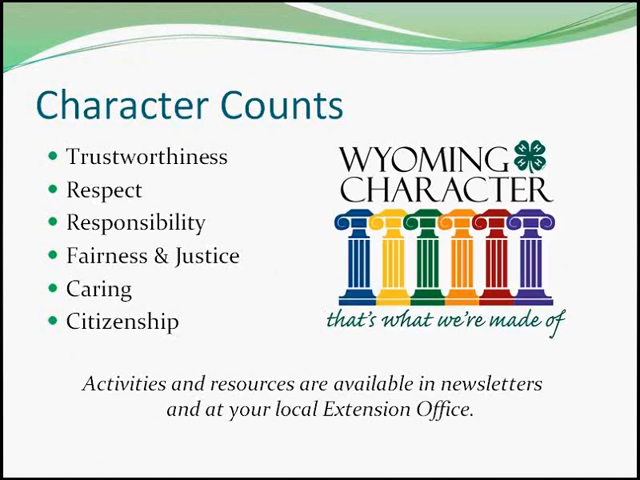 Character Counts
Trustworthiness
Respect
Responsibility
Fairness & Justice
Caring
Citizenship
WYOMING
CHARACTER
that's what we're made of
Activities and resources are available in newsletters
and at your local Extension Office.